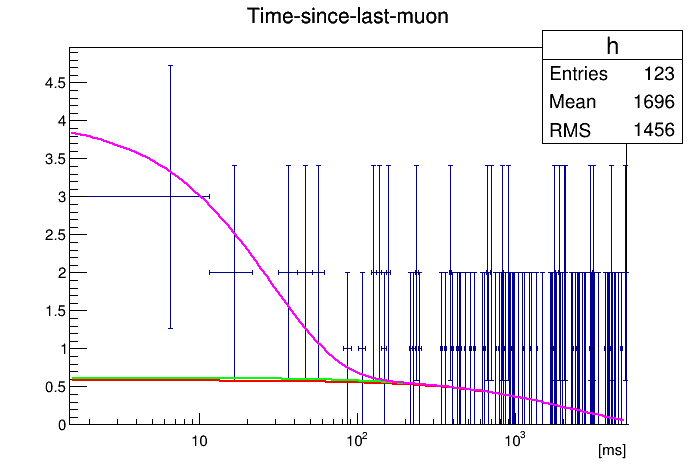 Time-since-last-muon
h
Entries 123
Mean 1696
RMS 1456
4.5
4
3.5
3
2.5
2
1.5
1
0.5
0
10 10² 10³
[ms]